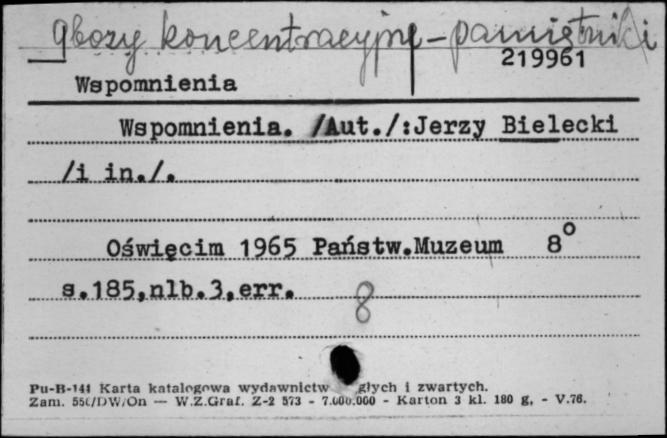 obozy koncentracyjne - pamiętniki
219961
Wspomnienia
Wspomnienia. /Aut./:Jerzy Bielecki
/i in./.
Oświęcim 1965 Państw.Muzeum 8°
s.185,nlb.3,err. 8
Pu-B-141 Karta katalogowa wydawnictw głych i zwartych.
Zam. /DW/On — W.Z.Graf. Z-2 573 - 7.000.000 - Karton 3 kl. 180 g. - V.76.